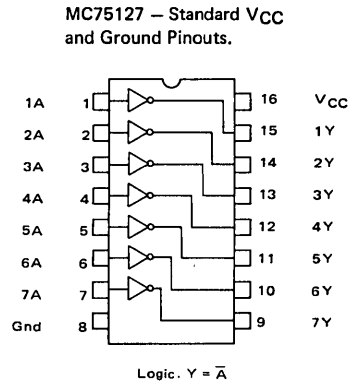 MC75127 – Standard VCC
and Ground Pinouts.
1A 1 16 VCC
2A 2 15 1Y
3A 3 14 2Y
4A 4 13 3Y
5A 5 12 4Y
6A 6 11 5Y
7A 7 10 6Y
Gnd 8 9 7Y
Logic. Y = A̅